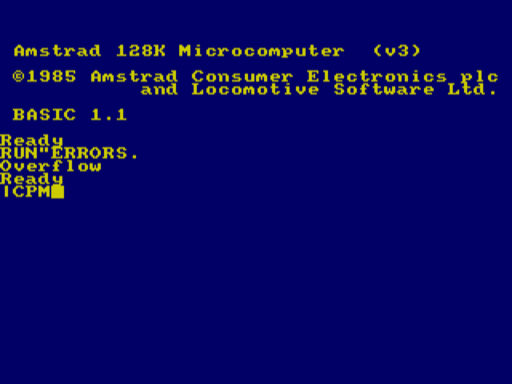 Amstrad 128K Microcomputer (v3)
©1985 Amstrad Consumer Electronics plc
and Locomotive Software Ltd.
BASIC 1.1
Ready
RUN"ERRORS.
Overflow
Ready
|CPM